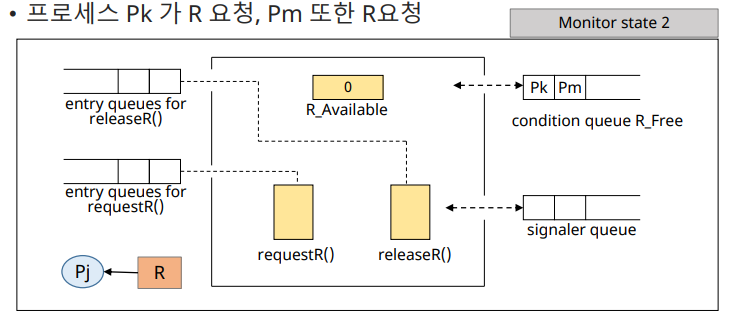 • 프로세스 Pk 가 R 요청, Pm 또한 R요청
Monitor state 2
entry queues for
releaseR()
0
R_Available
Pk Pm
condition queue R_Free
entry queues for
requestR()
requestR()
releaseR()
signaler queue
Pj
R